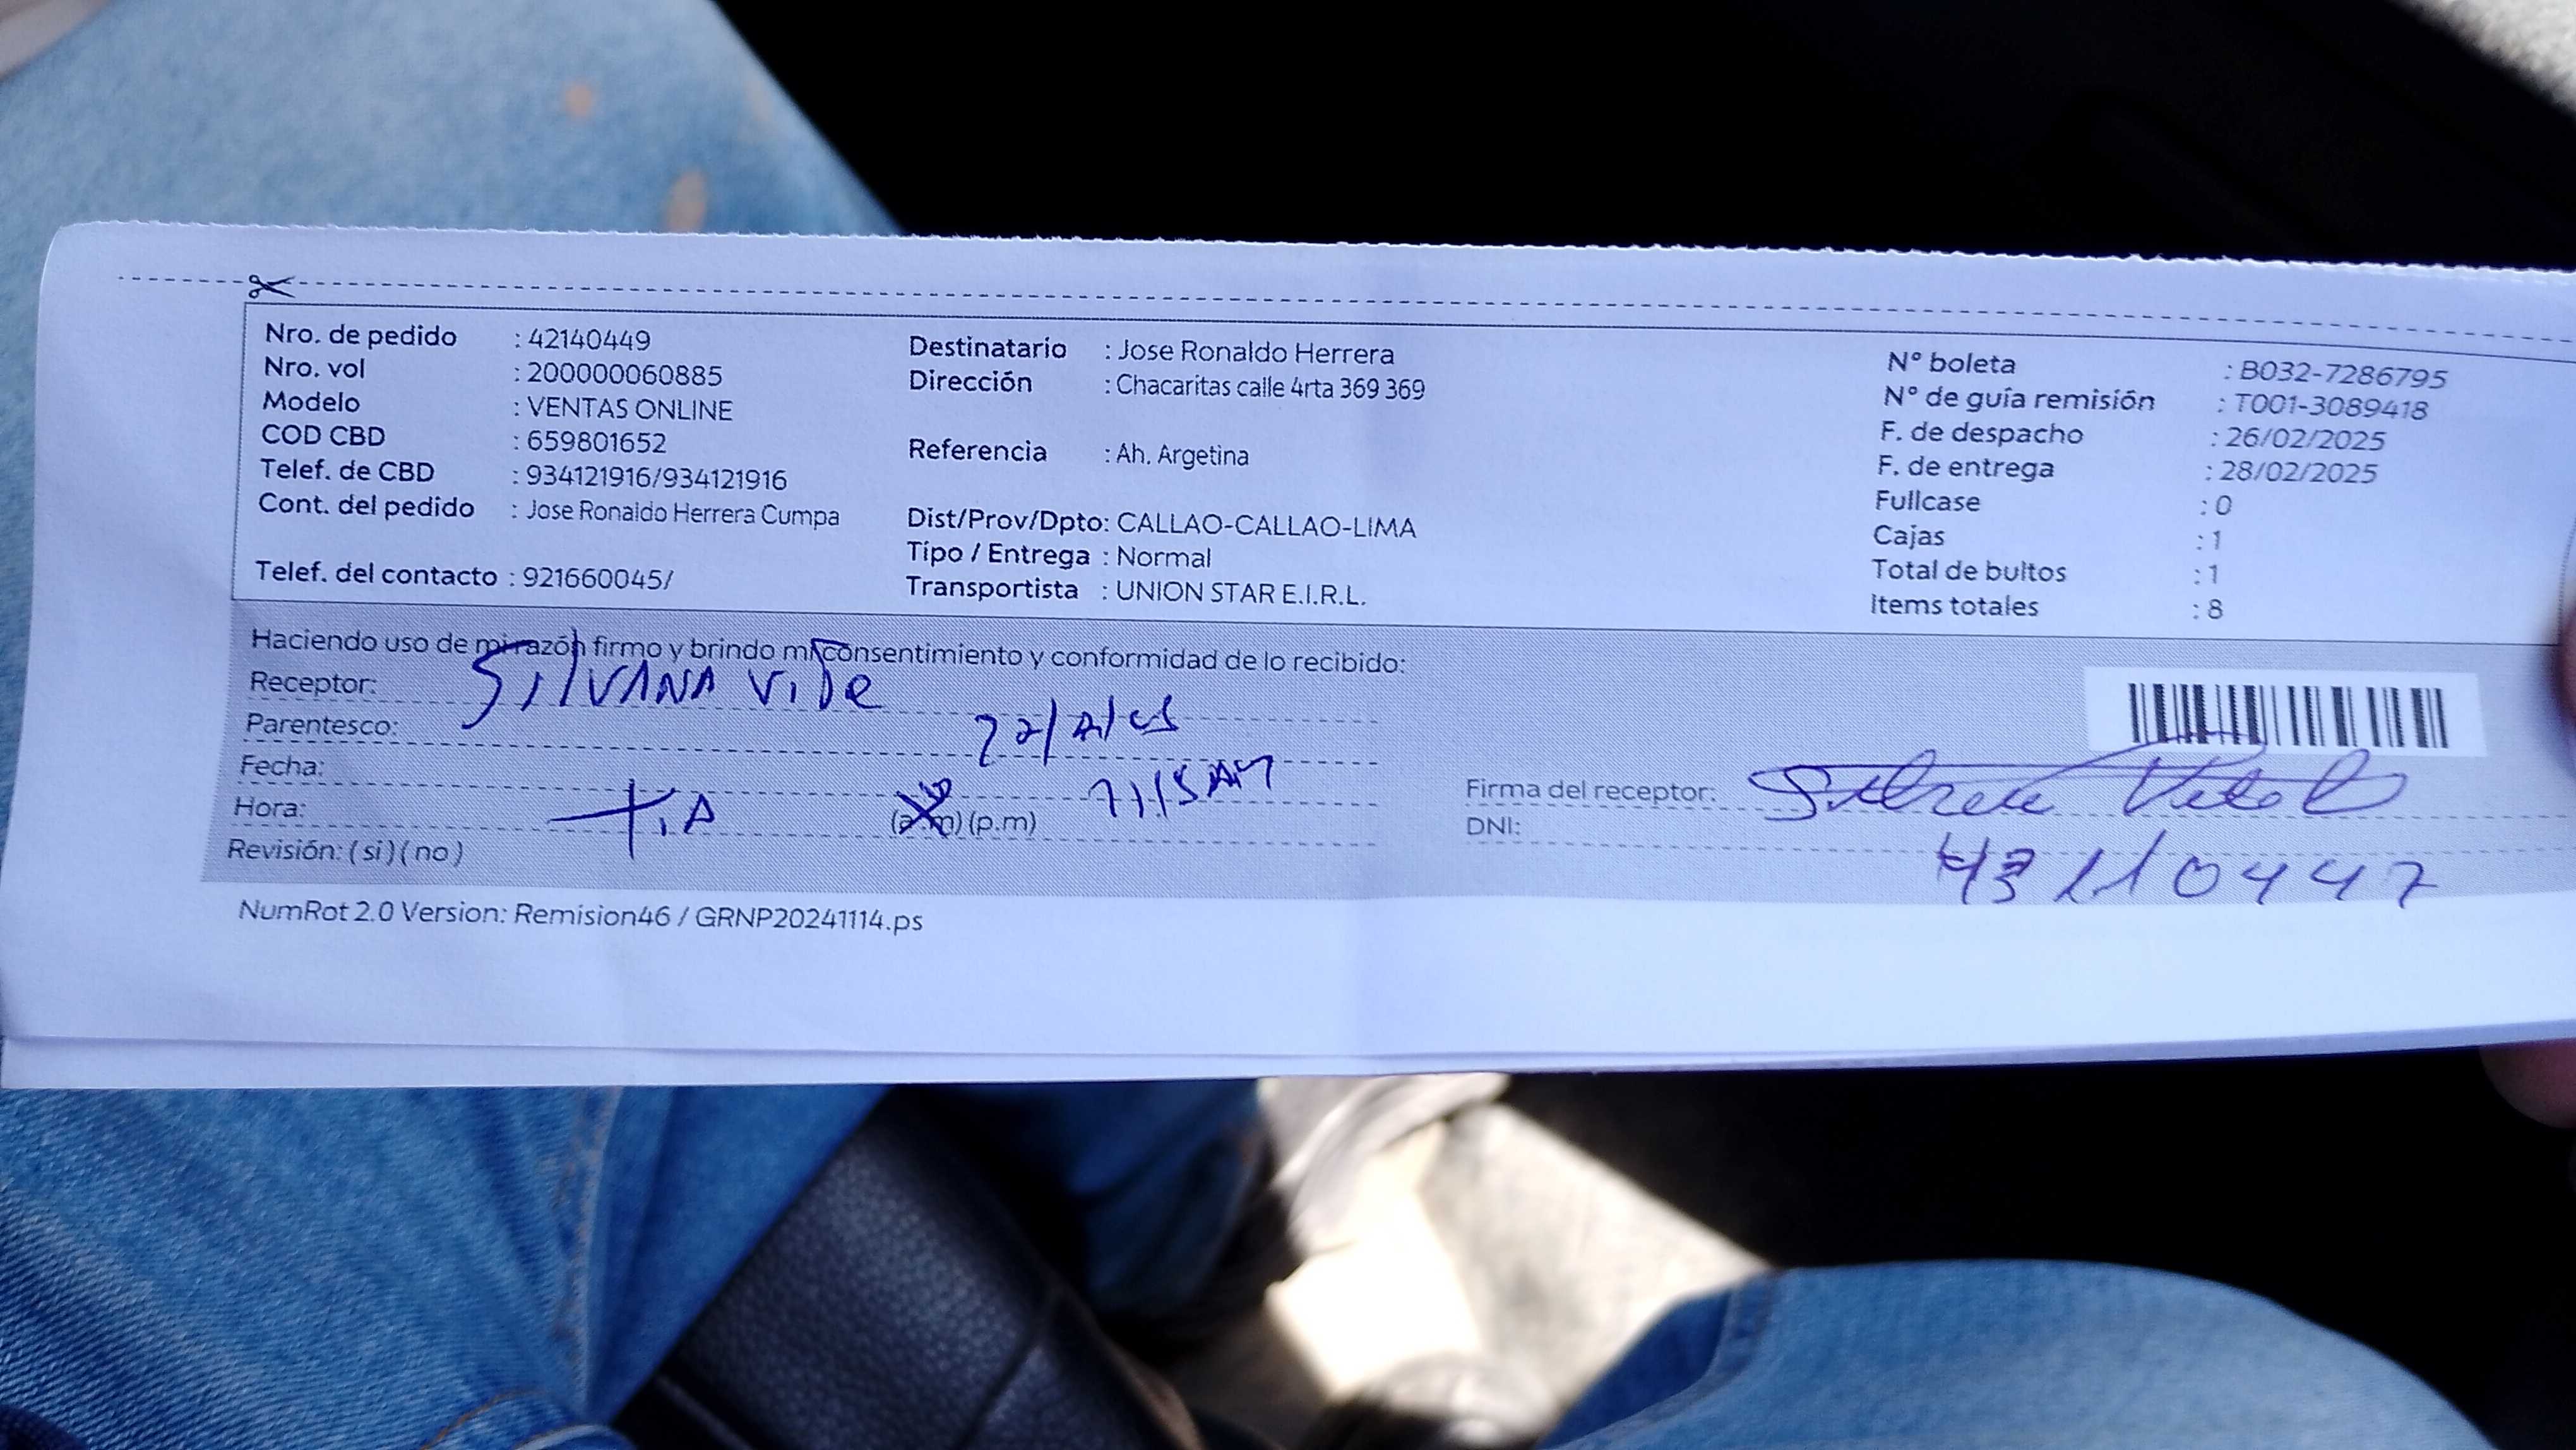 Nro. de pedido : 42140449
Nro. vol : 200000060885
Modelo : VENTAS ONLINE
COD CBD : 659801652
Telef. de CBD : 934121916/934121916
Cont. del pedido : Jose Ronaldo Herrera Cumpa
Telef. del contacto : 921660045/
Destinatario : Jose Ronaldo Herrera
Dirección : Chacaritas calle 4rta 369 369
Referencia : Ah. Argetina
Dist/Prov/Dpto: CALLAO-CALLAO-LIMA
Tipo / Entrega : Normal
Transportista : UNION STAR E.I.R.L.
N° boleta : B032-7286795
N° de guía remisión : T001-3089418
F. de despacho : 26/02/2025
F. de entrega : 28/02/2025
Fullcase : 0
Cajas : 1
Total de bultos : 1
Items totales : 8
Haciendo uso de mi razón firmo y brindo mi consentimiento y conformidad de lo recibido:
Receptor: SILVANA
Parentesco:
Fecha:
Hora: TIA (a.m) (p.m)
Revisión: ( si ) ( no )
Firma del receptor:
DNI:
NumRot 2.0 Version: Remision46 / GRNP20241114.ps